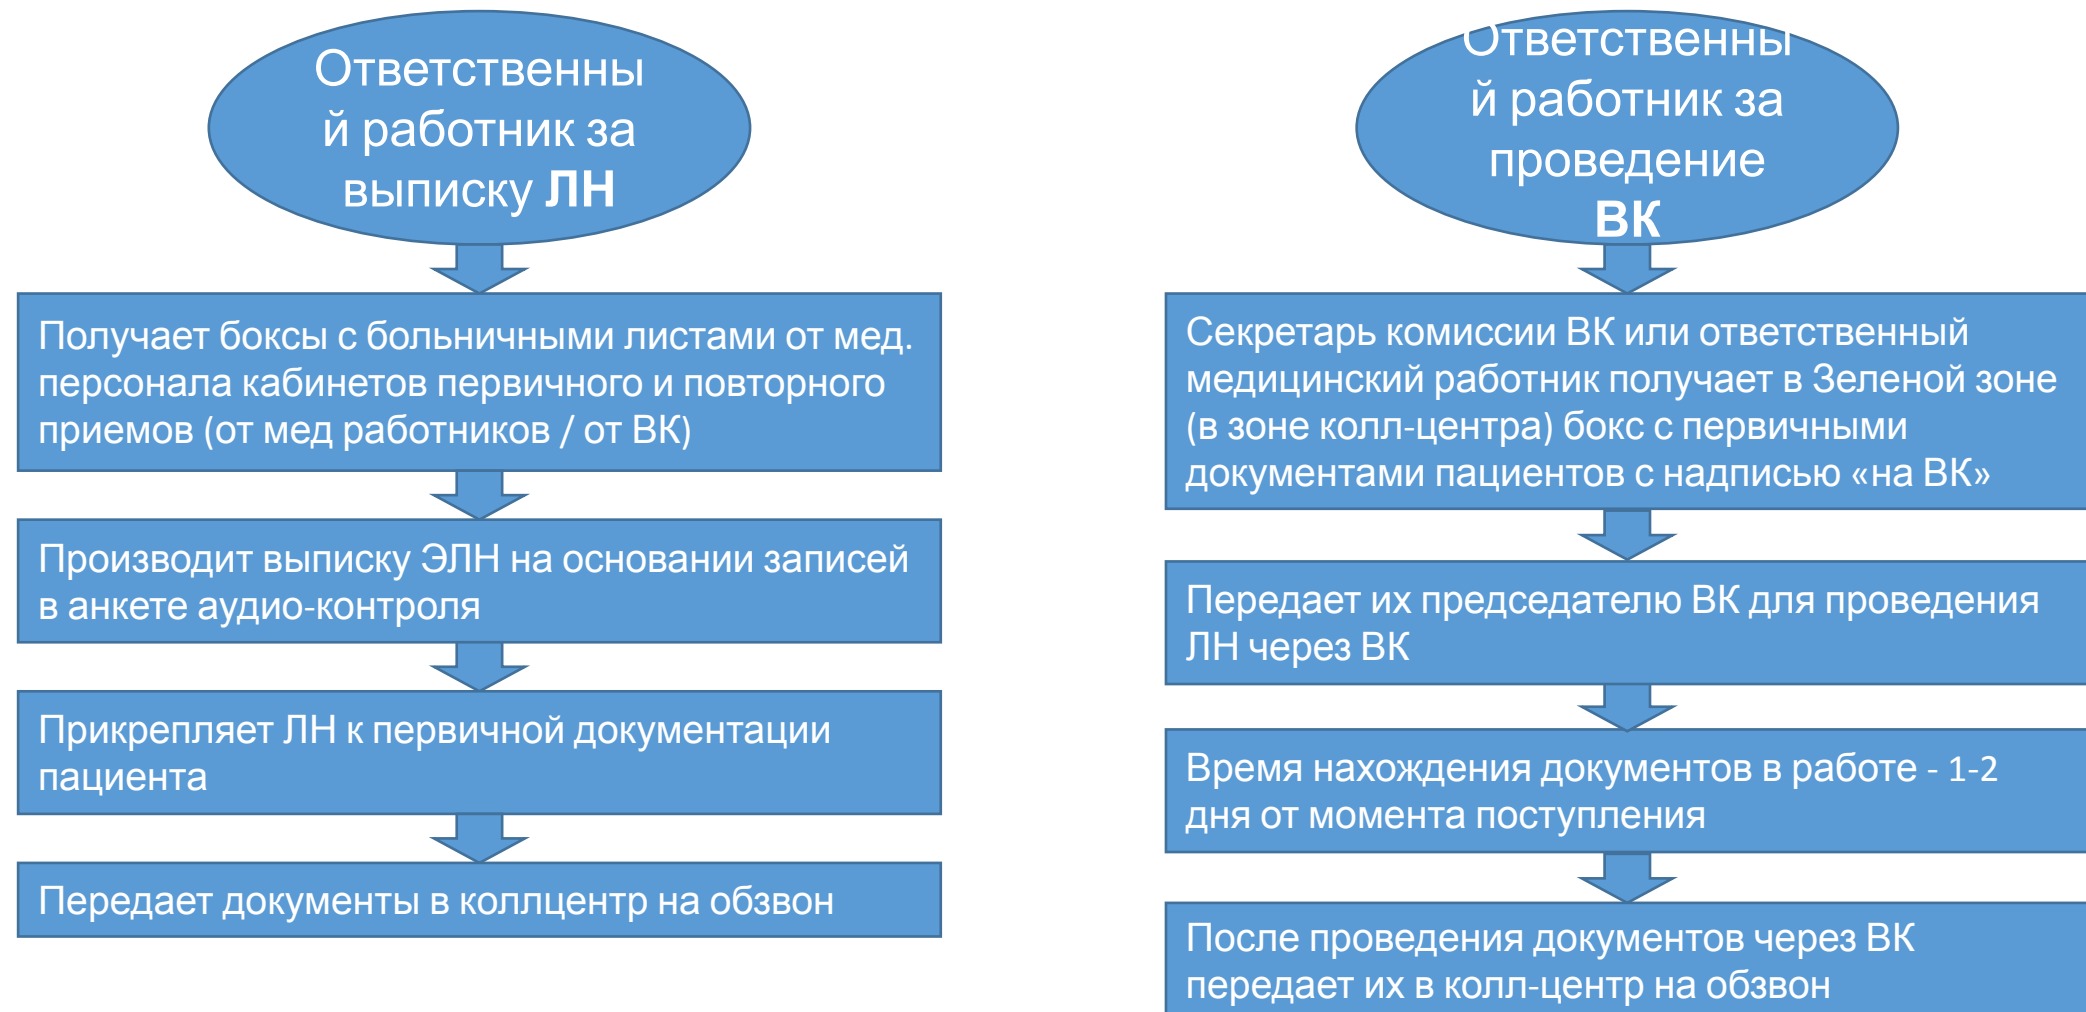 Ответственны
й работник за
выписку ЛН
Получает боксы с больничными листами от мед.
персонала кабинетов первичного и повторного
приемов (от мед работников / от ВК)
Производит выписку ЭЛН на основании записей
в анкете аудио-контроля
Прикрепляет ЛН к первичной документации
пациента
Передает документы в коллцентр на обзвон
Ответственны
й работник за
проведение
ВК
Секретарь комиссии ВК или ответственный
медицинский работник получает в Зеленой зоне
(в зоне колл-центра) бокс с первичными
документами пациентов с надписью «на ВК»
Передает их председателю ВК для проведения
ЛН через ВК
Время нахождения документов в работе - 1-2
дня от момента поступления
После проведения документов через ВК
передает их в колл-центр на обзвон